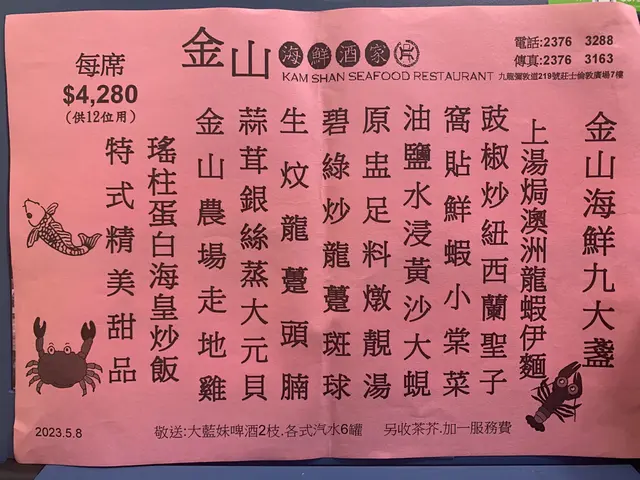 金山海鮮酒家
KAM SHAN SEAFOOD RESTAURANT
九龍彌敦道219號莊士倫敦廣場7樓
電話:2376 3288
傳真:2376 3163
每席
$4,280
(供12位用)
金山海鮮九大盞
上湯焗澳洲龍蝦伊麵
豉椒炒紐西蘭聖子
窩貼鮮蝦小棠菜
油鹽水浸黃沙大蜆
原盅足料燉靚湯
碧綠炒龍躉斑球
生炆龍躉頭腩
蒜茸銀絲蒸大元貝
金山農場走地雞
瑤柱蛋白海皇炒飯
特式精美甜品
2023.5.8
敬送:大藍妹啤酒2枝.各式汽水6罐 另收茶芥.加一服務費